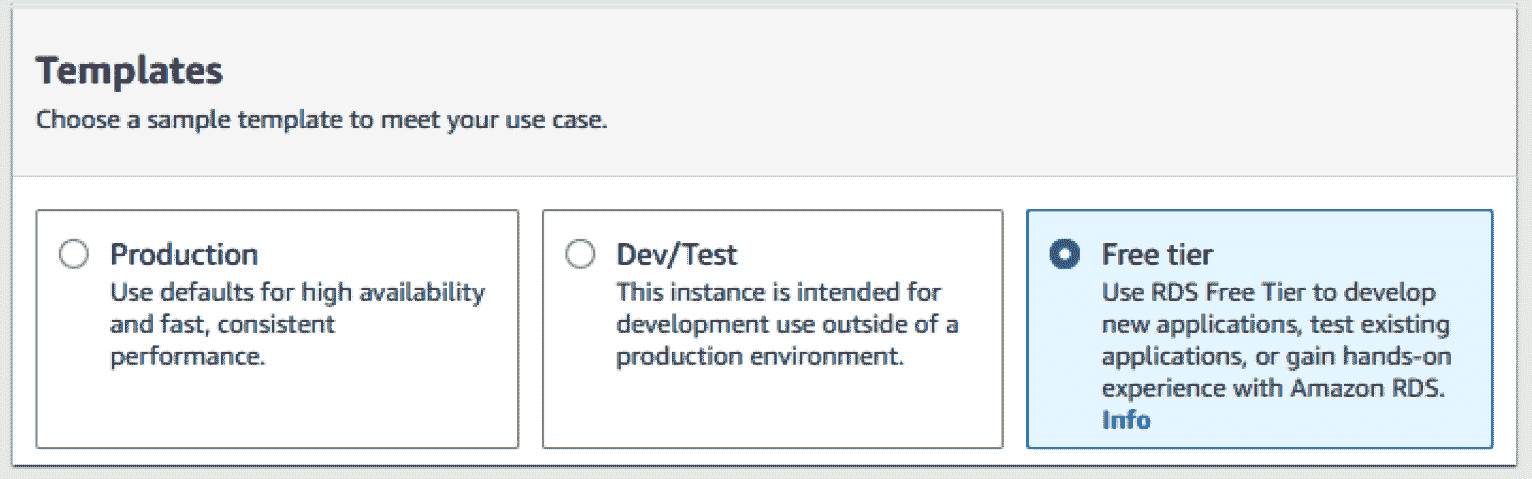 Templates
Choose a sample template to meet your use case.
Production
Use defaults for high availability
and fast, consistent
performance.
Dev/Test
This instance is intended for
development use outside of a
production environment.
Free tier
Use RDS Free Tier to develop
new applications, test existing
applications, or gain hands-on
experience with Amazon RDS.
Info